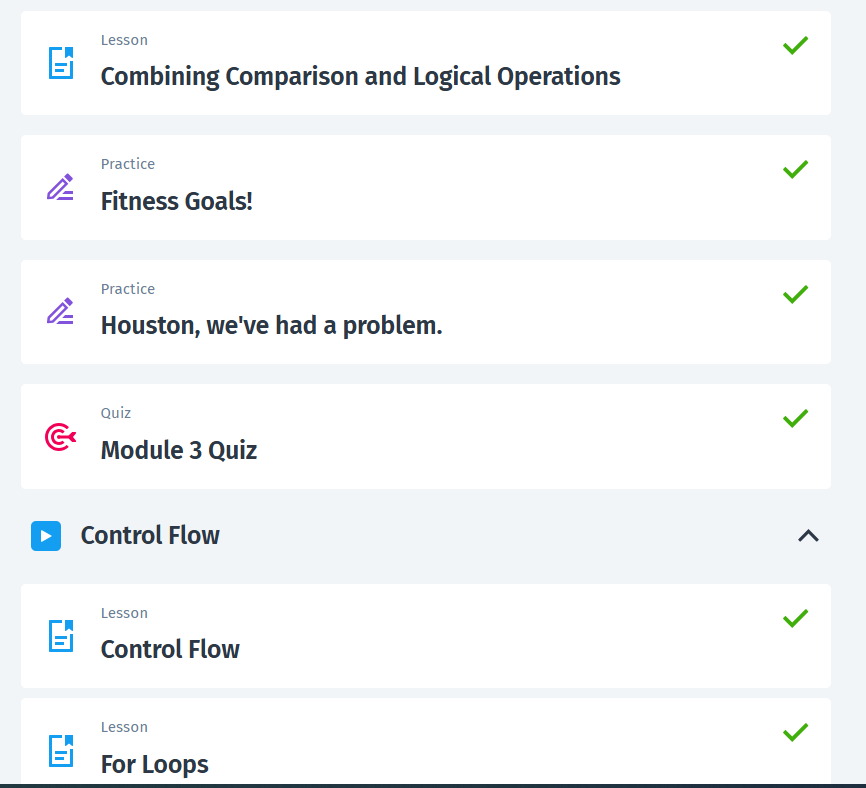 Lesson
Combining Comparison and Logical Operations
Practice
Fitness Goals!
Practice
Houston, we've had a problem.
Quiz
Module 3 Quiz
Control Flow
Lesson
Control Flow
Lesson
For Loops